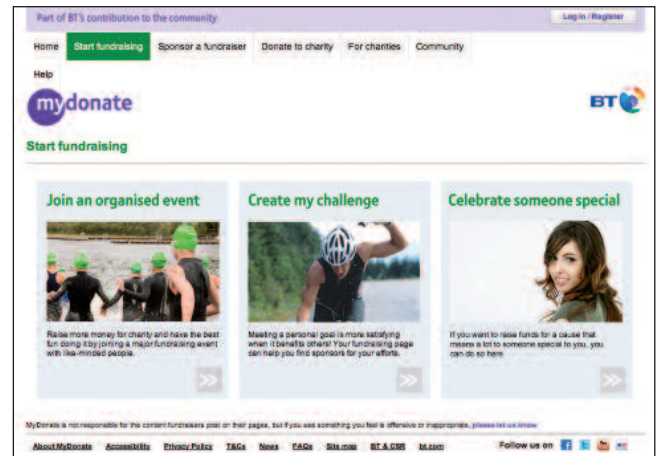 Part of BT's contribution to the community
Log in / Register
Home Start fundraising Sponsor a fundraiser Donate to charity For charities Community
Help
mydonate
BT
Start fundraising
Join an organised event
Raise more money for charity and have the best
fun doing it by joining a major fundraising event
with like-minded people.
>>
Create my challenge
Meeting a personal goal is more satisfying
when it benefits others! Your fundraising page
can help you find sponsors for your efforts.
>>
Celebrate someone special
If you want to raise funds for a cause that
means a lot to someone special to you, you
can do so here
>>
MyDonate is not responsible for the content fundraisers post on their pages, but if you see something you feel is offensive or inappropriate, please let us know
About MyDonate Accessibility Privacy Policy T&Cs News FAQs Site map BT & CSR bt.com Follow us on